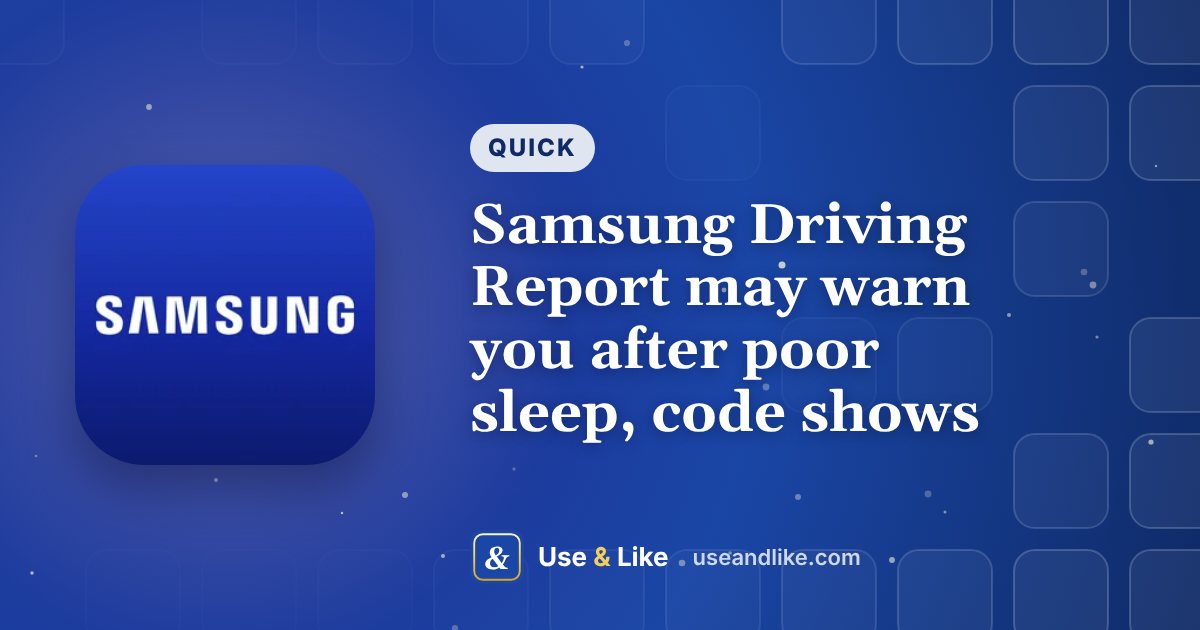 SAMSUNG
QUICK
Samsung Driving
Report may warn
you after poor
sleep, code shows
& Use & Like useandlike.com